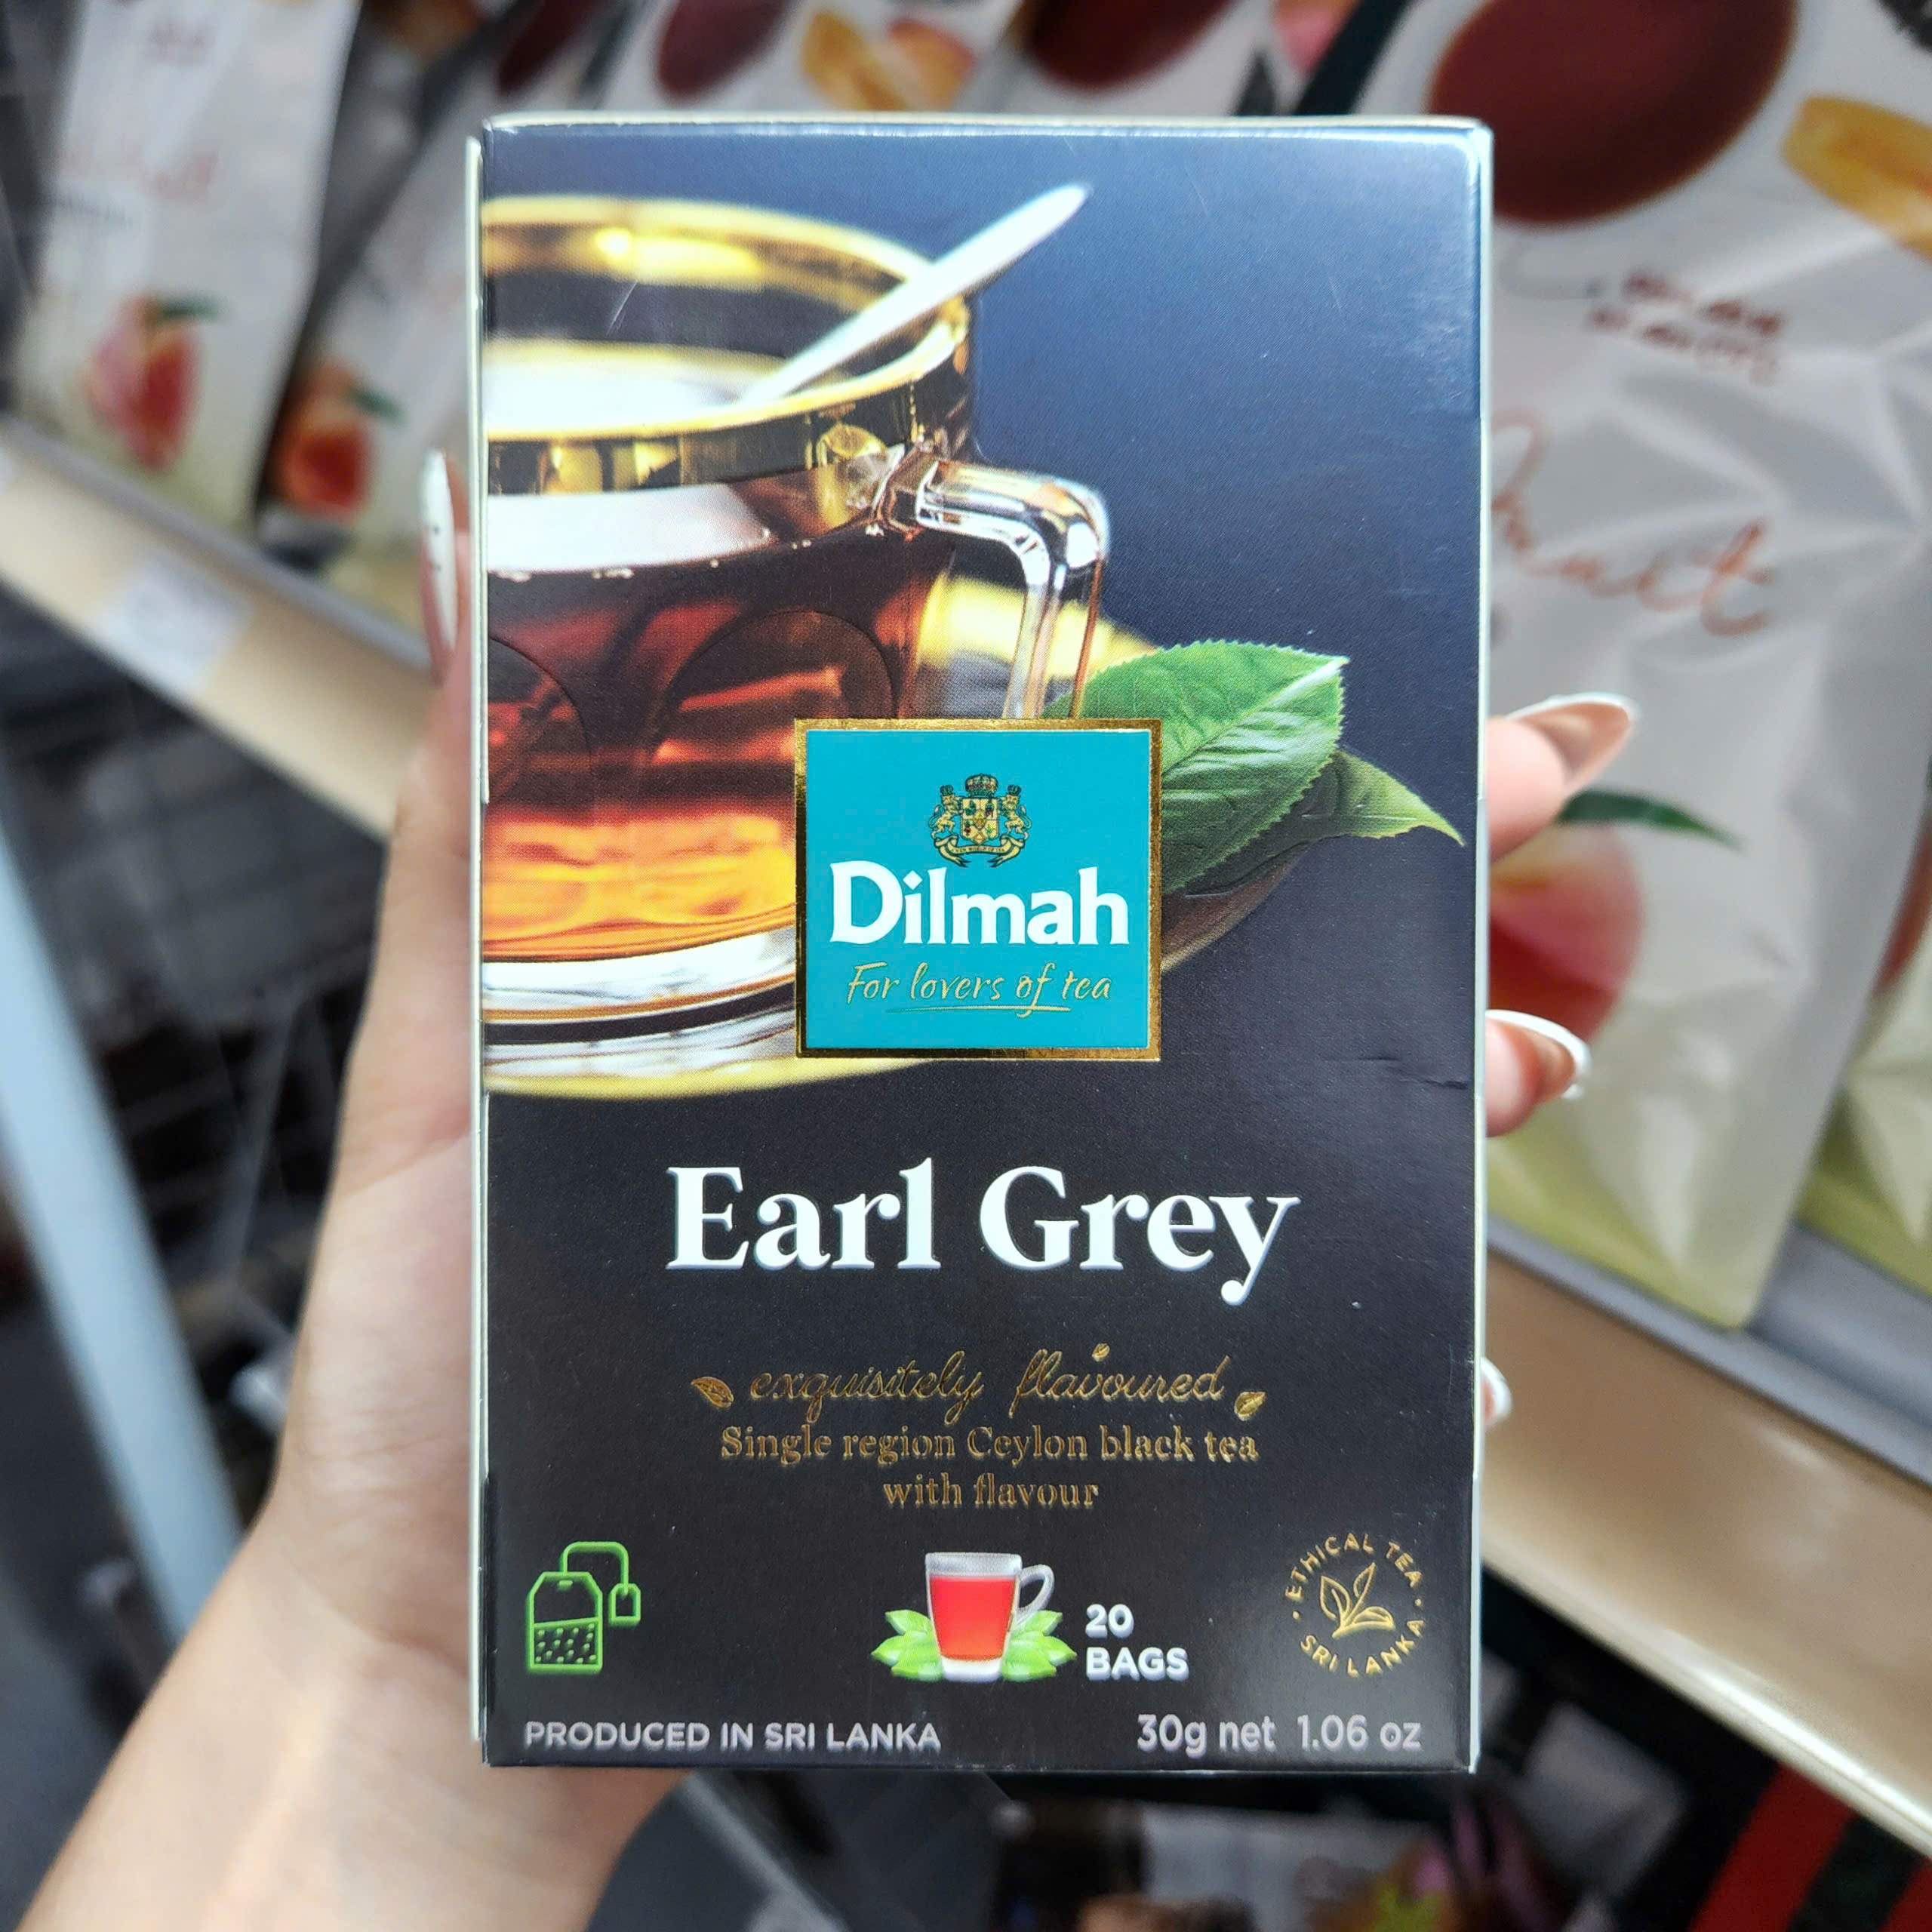 Dilmah
For lovers of tea
Earl Grey
exquisitely flavoured
Single region Ceylon black tea
with flavour
20
BAGS
ETHICAL TEA
SRI LANKA
PRODUCED IN SRI LANKA
30g net 1.06 oz